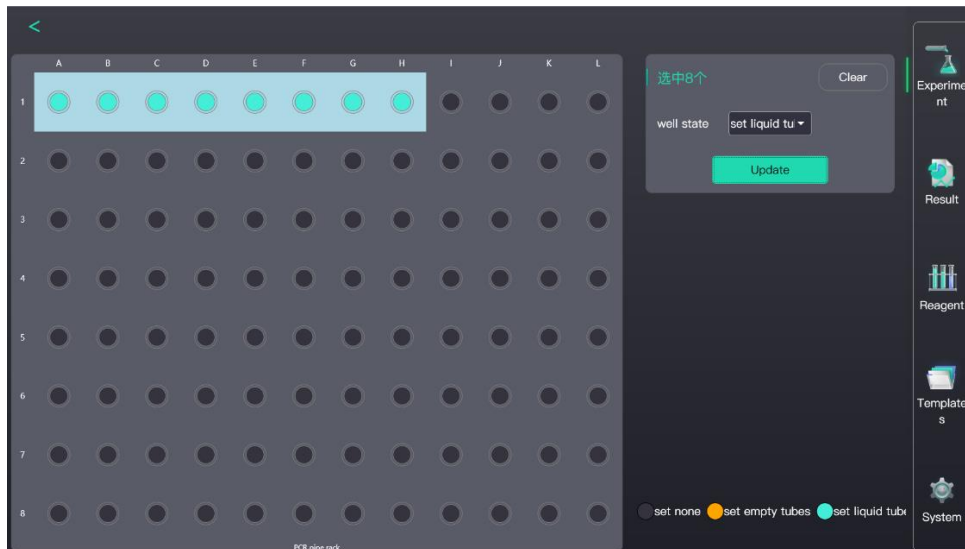 <
A B C D E F G H I J K L
1
2
3
4
5
6
7
8
PCR pipe rack
选中8个
Clear
well state
set liquid tu
Update
set none
set empty tubes
set liquid tube
Experime
nt
Result
Reagent
Template
s
System